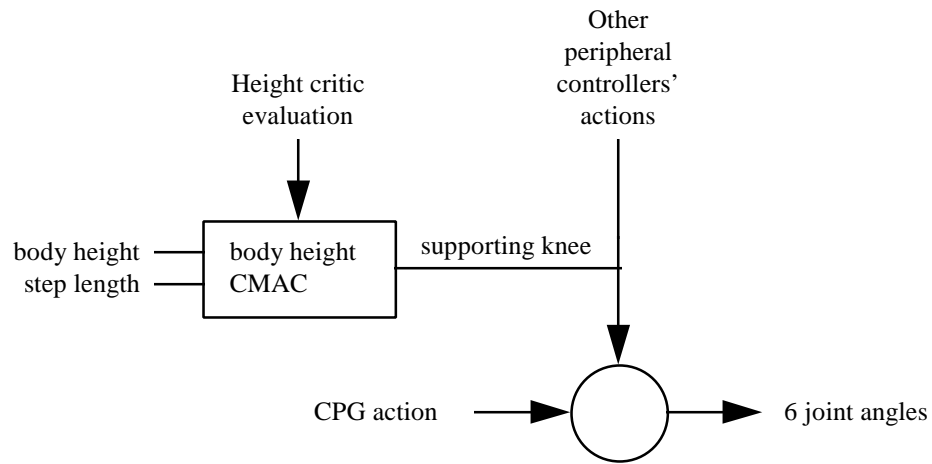 Other
peripheral
controllers’
actions
Height critic
evaluation
body height
step length
body height
CMAC
supporting knee
CPG action
6 joint angles